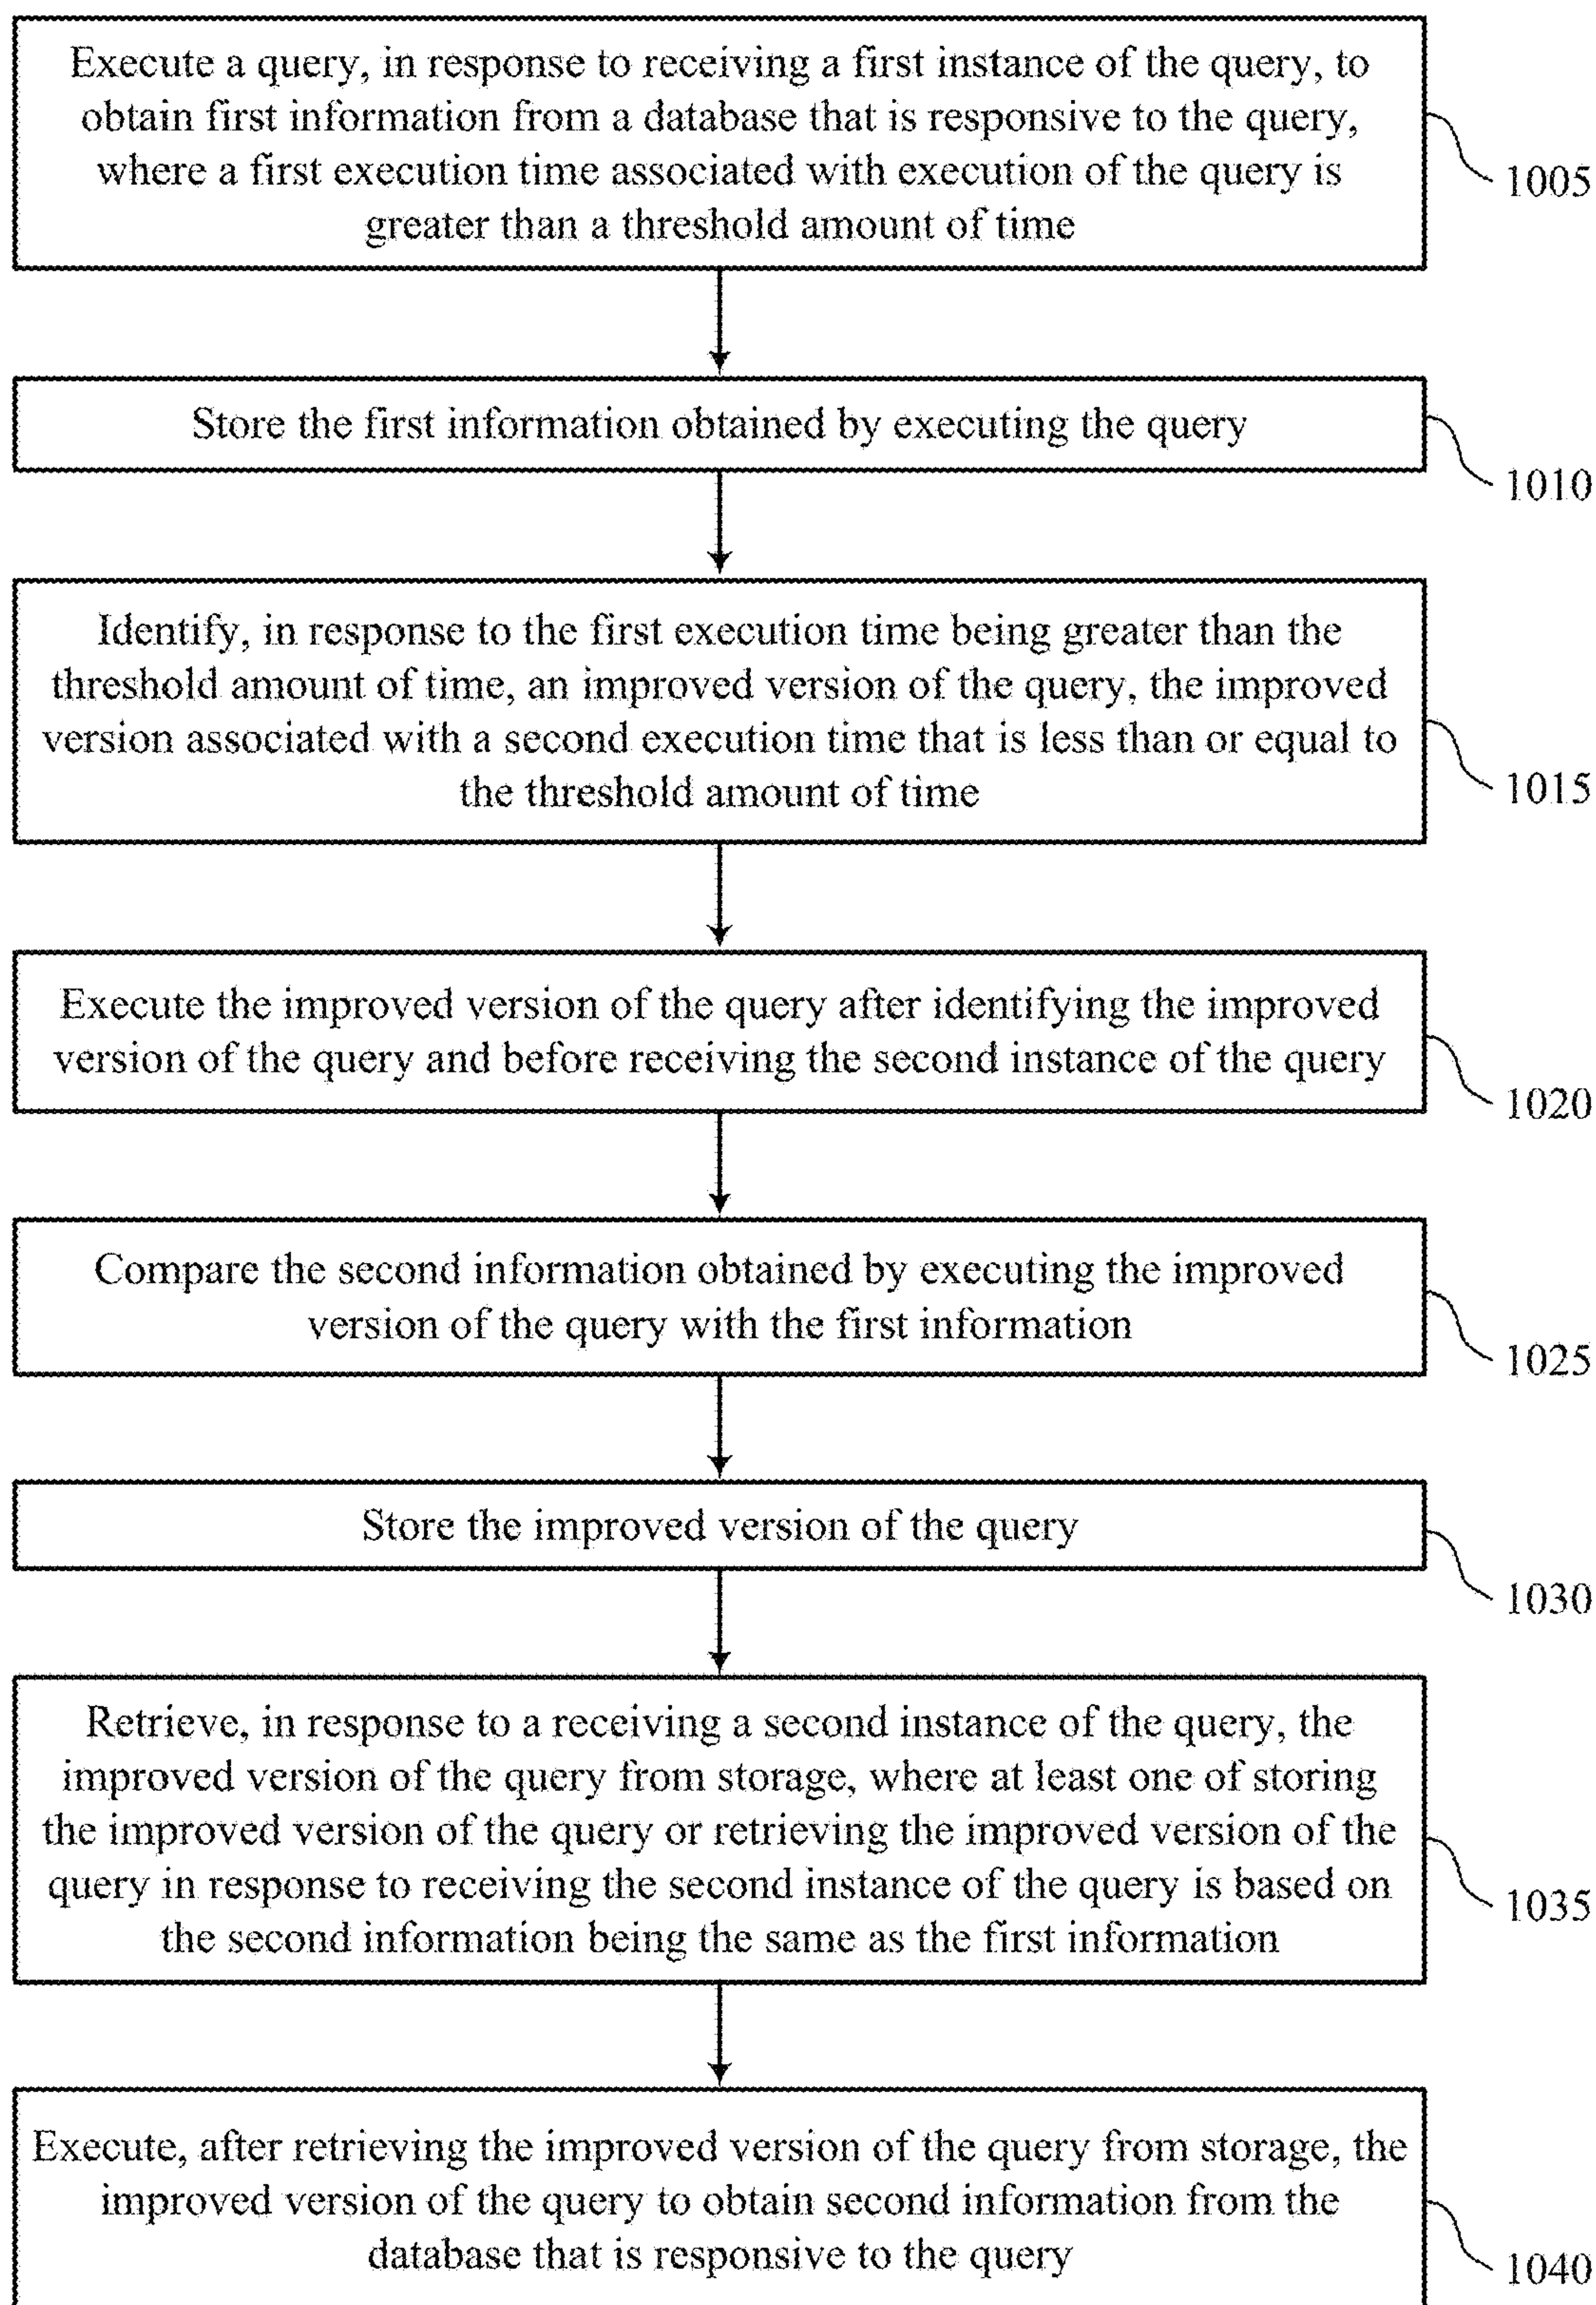 Execute a query, in response to receiving a first instance of the query, to
obtain first information from a database that is responsive to the query,
where a first execution time associated with execution of the query is
greater than a threshold amount of time
1005
Store the first information obtained by executing the query
1010
Identify, in response to the first execution time being greater than the
threshold amount of time, an improved version of the query, the improved
version associated with a second execution time that is less than or equal to
the threshold amount of time
1015
Execute the improved version of the query after identifying the improved
version of the query and before receiving the second instance of the query
1020
Compare the second information obtained by executing the improved
version of the query with the first information
1025
Store the improved version of the query
1030
Retrieve, in response to a receiving a second instance of the query, the
improved version of the query from storage, where at least one of storing
the improved version of the query or retrieving the improved version of the
query in response to receiving the second instance of the query is based on
the second information being the same as the first information
1035
Execute, after retrieving the improved version of the query from storage, the
improved version of the query to obtain second information from the
database that is responsive to the query
1040